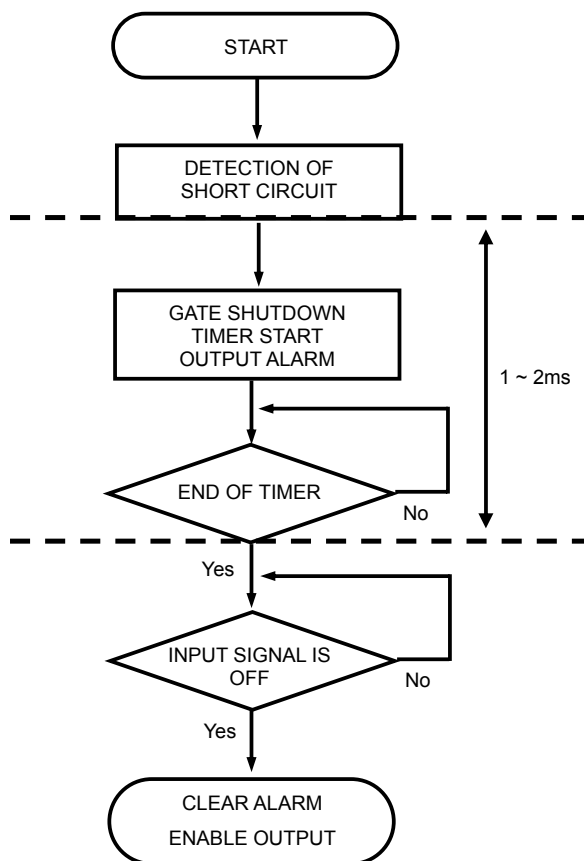 START
DETECTION OF
SHORT CIRCUIT
GATE SHUTDOWN
TIMER START
OUTPUT ALARM
1 ~ 2ms
END OF TIMER
No
Yes
INPUT SIGNAL IS
OFF
No
Yes
CLEAR ALARM
ENABLE OUTPUT